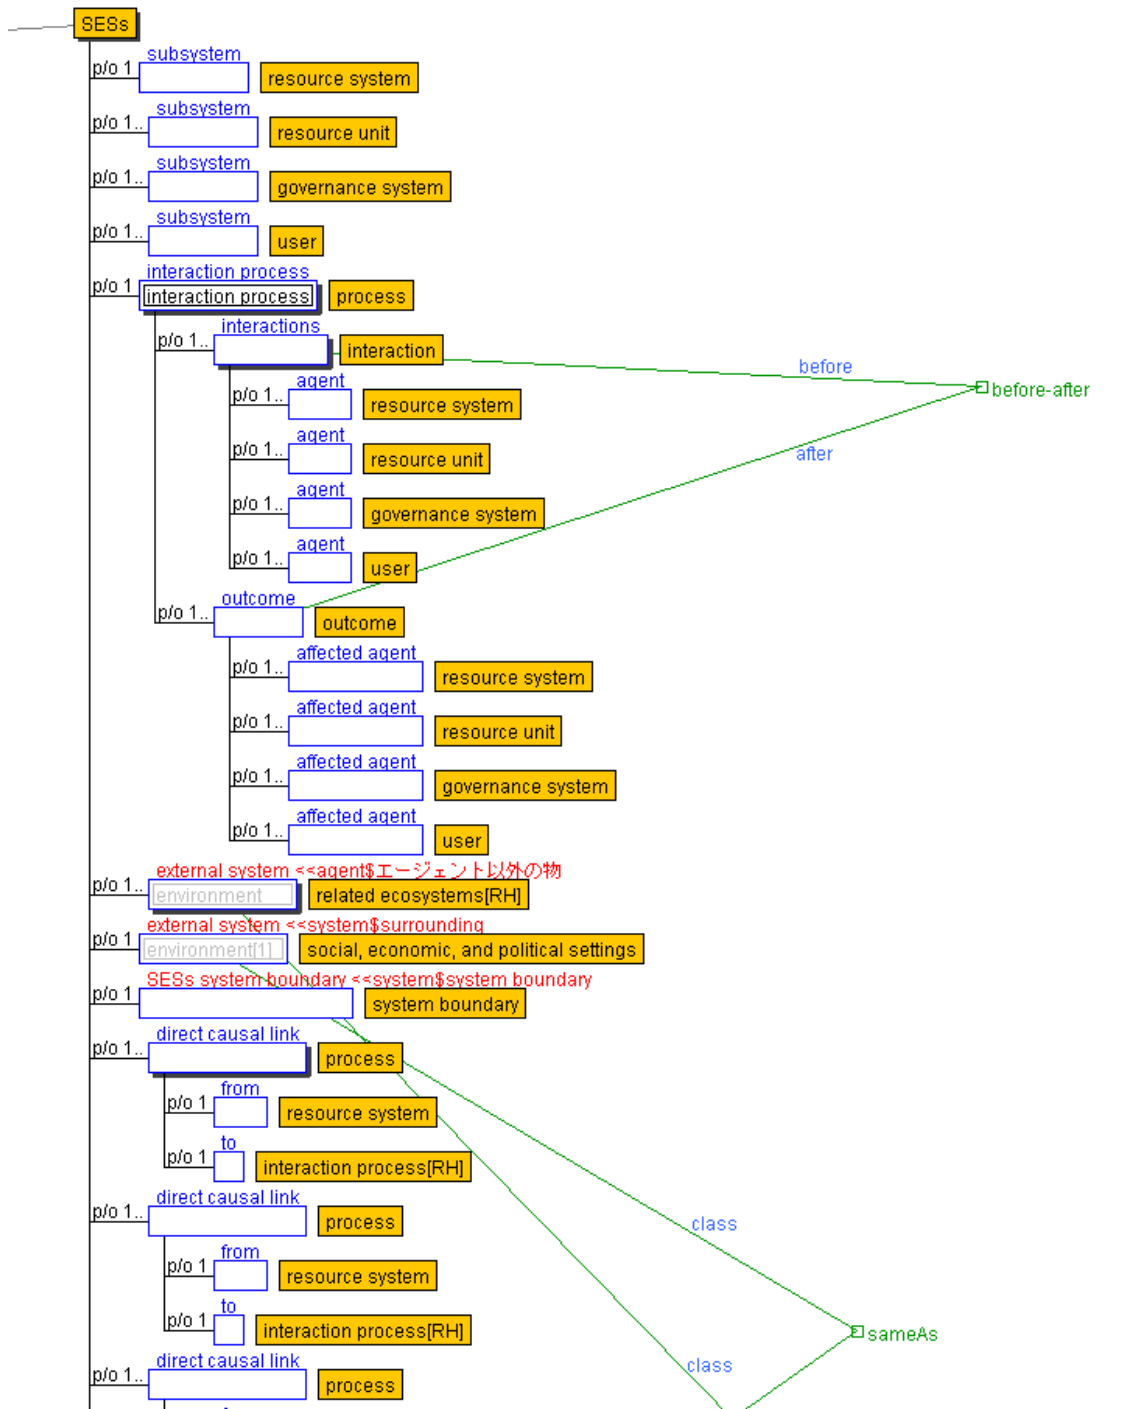 SESs
subsystem
p/o 1 resource system
subsystem
p/o 1.. resource unit
subsystem
p/o 1.. governance system
subsystem
p/o 1.. user
interaction process
p/o 1 interaction process process
interactions
p/o 1.. interaction
before
before-after
agent
p/o 1.. resource system
agent
p/o 1.. resource unit
after
agent
p/o 1.. governance system
agent
p/o 1.. user
outcome
p/o 1.. outcome
affected agent
p/o 1.. resource system
affected agent
p/o 1.. resource unit
affected agent
p/o 1.. governance system
affected agent
p/o 1.. user
external system <<agent$エージェント以外の物
p/o 1.. environment related ecosystems[RH]
external system <<system$surrounding
p/o 1 environment[1] social, economic, and political settings
SESs system boundary <<system$system boundary
p/o 1 system boundary
direct causal link
p/o 1.. process
from
p/o 1 resource system
to
p/o 1 interaction process[RH]
direct causal link
p/o 1.. process
class
from
p/o 1 resource system
to
p/o 1 interaction process[RH]
sameAs
direct causal link
class
p/o 1.. process